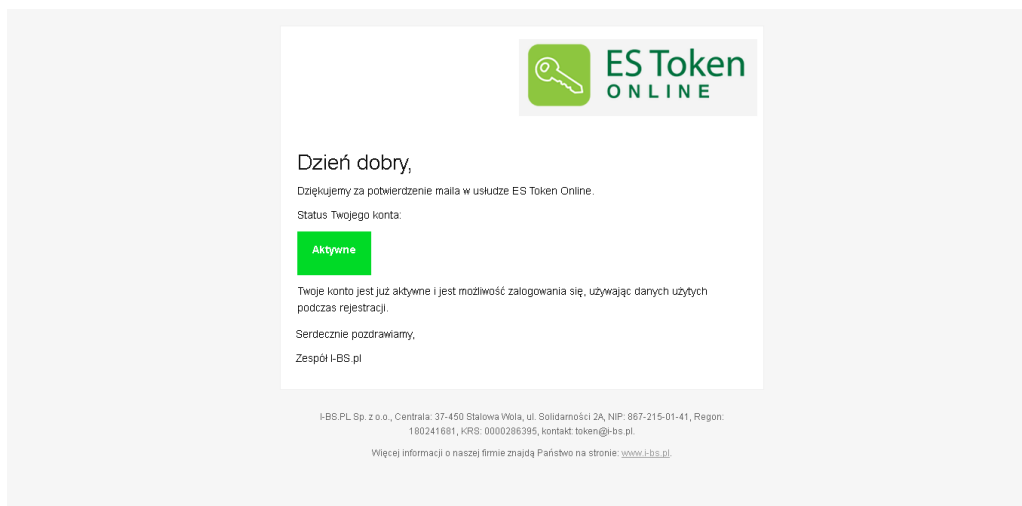 ES Token
ONLINE
Dzień dobry,
Dziękujemy za potwierdzenie maila w usłudze ES Token Online.
Status Twojego konta:
Aktywne
Twoje konto jest już aktywne i jest możliwość zalogowania się, używając danych użytych
podczas rejestracji.
Serdecznie pozdrawiamy,
Zespół I-BS.pl
I-BS.PL Sp. z o.o., Centrala: 37-450 Stalowa Wola, ul. Solidarności 2A, NIP: 867-215-01-41, Regon:
180241681, KRS: 0000286395, kontakt: token@i-bs.pl.
Więcej informacji o naszej firmie znajdą Państwo na stronie: www.i-bs.pl.